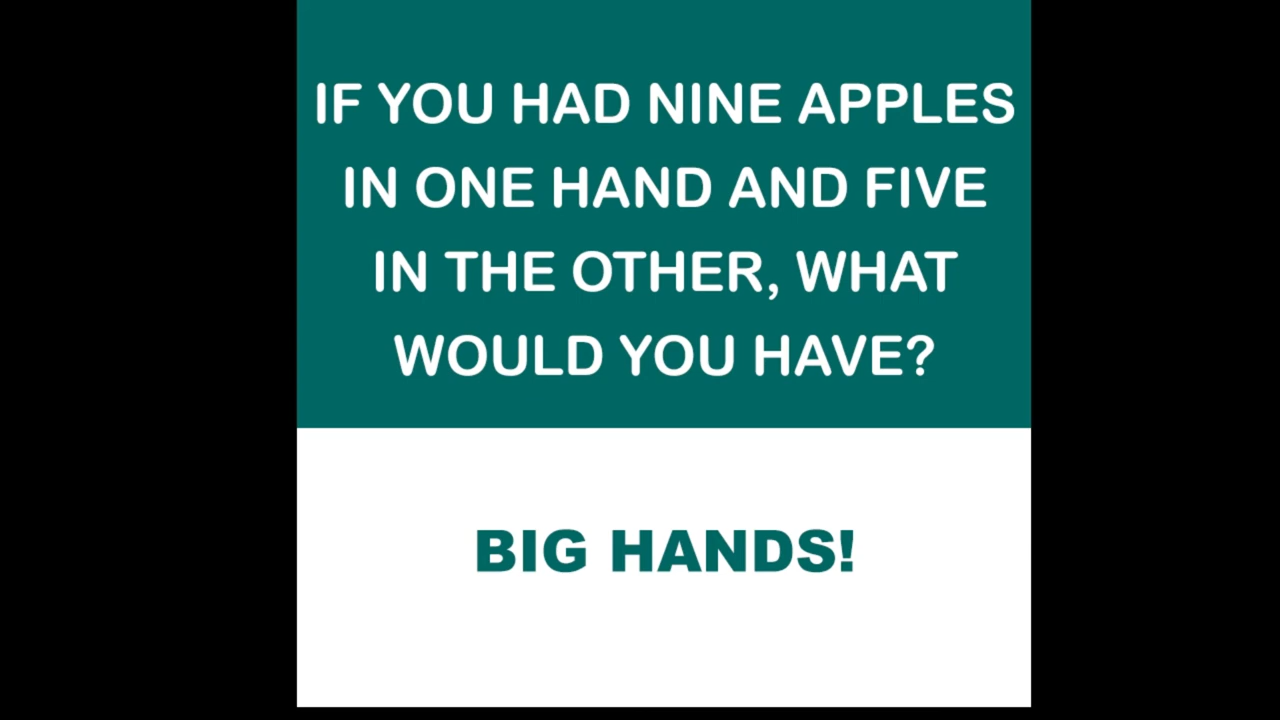 IF YOU HAD NINE APPLES
IN ONE HAND AND FIVE
IN THE OTHER, WHAT
WOULD YOU HAVE?
BIG HANDS!